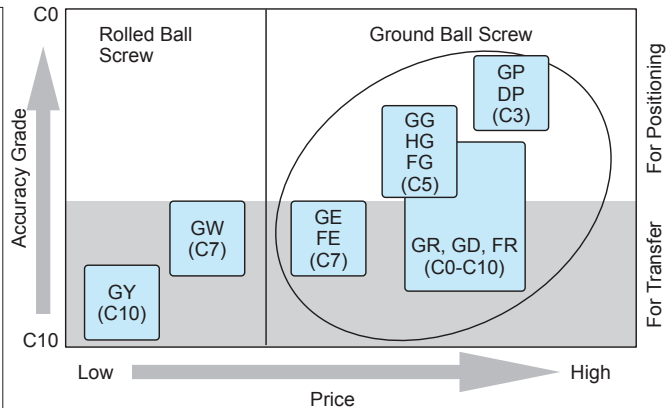 C0
Rolled Ball
Screw
Ground Ball Screw
GP
DP
(C3)
GG
HG
FG
(C5)
GW
(C7)
GE
FE
(C7)
GR, GD, FR
(C0-C10)
GY
(C10)
C10
Accuracy Grade
For Positioning
For Transfer
Low
High
Price